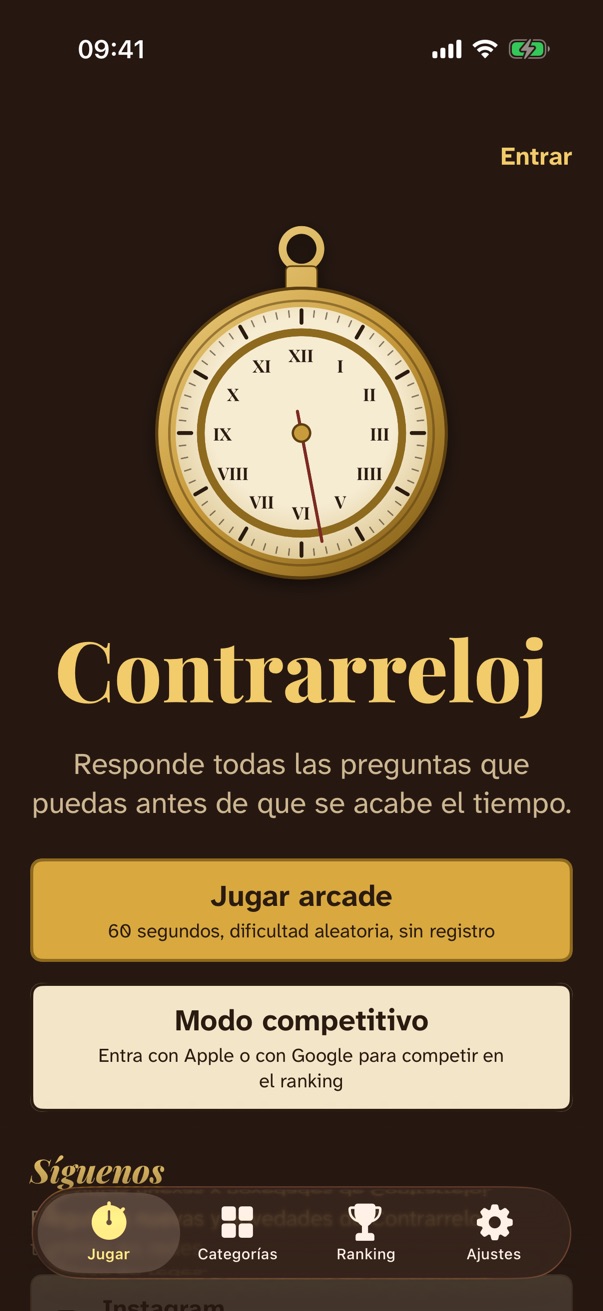 09:41
Entrar
XII
I
II
III
IIII
V
VI
VII
VIII
IX
X
XI
Contrarreloj
Responde todas las preguntas que
puedas antes de que se acabe el tiempo.
Jugar arcade
60 segundos, dificultad aleatoria, sin registro
Modo competitivo
Entra con Apple o con Google para competir en
el ranking
Síguenos
Jugar
Categorías
Ranking
Ajustes
Instagram